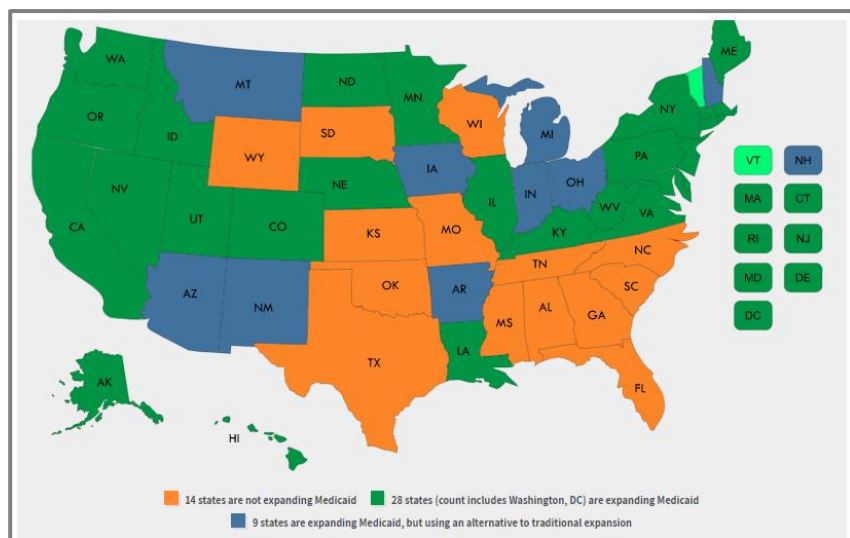 WA
MT
ND
MN
ME
OR
ID
SD
WI
NY
WY
MI
IA
PA
NE
NV
UT
CO
IL
IN
OH
WV
VA
CA
KS
MO
KY
NC
TN
AZ
NM
OK
AR
SC
MS
AL
GA
TX
LA
FL
AK
HI
VT NH
MA CT
RI NJ
MD DE
DC
14 states are not expanding Medicaid 28 states (count includes Washington, DC) are expanding Medicaid
9 states are expanding Medicaid, but using an alternative to traditional expansion